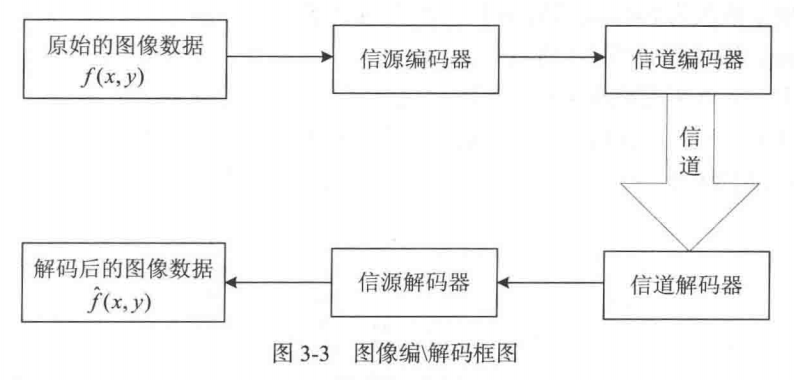 原始的图像数据
f(x, y)
信源编码器
信道编码器
信
道
解码后的图像数据
f̂(x, y)
信源解码器
信道解码器
图 3-3 图像编\解码框图